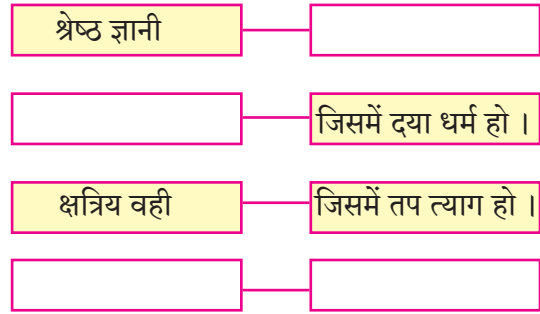 श्रेष्ठ ज्ञानी
जिसमें दया धर्म हो ।
क्षत्रिय वही जिसमें तप त्याग हो ।